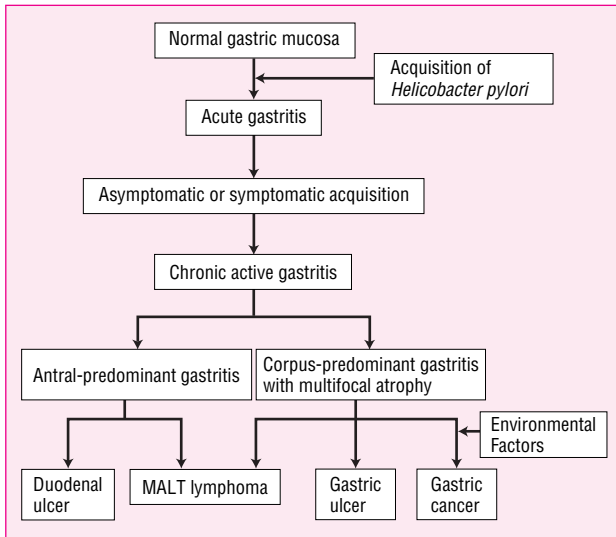 Normal gastric mucosa
Acquisition of
Helicobacter pylori
Acute gastritis
Asymptomatic or symptomatic acquisition
Chronic active gastritis
Antral-predominant gastritis
Corpus-predominant gastritis
with multifocal atrophy
Environmental
Factors
Duodenal
ulcer
MALT lymphoma
Gastric
ulcer
Gastric
cancer